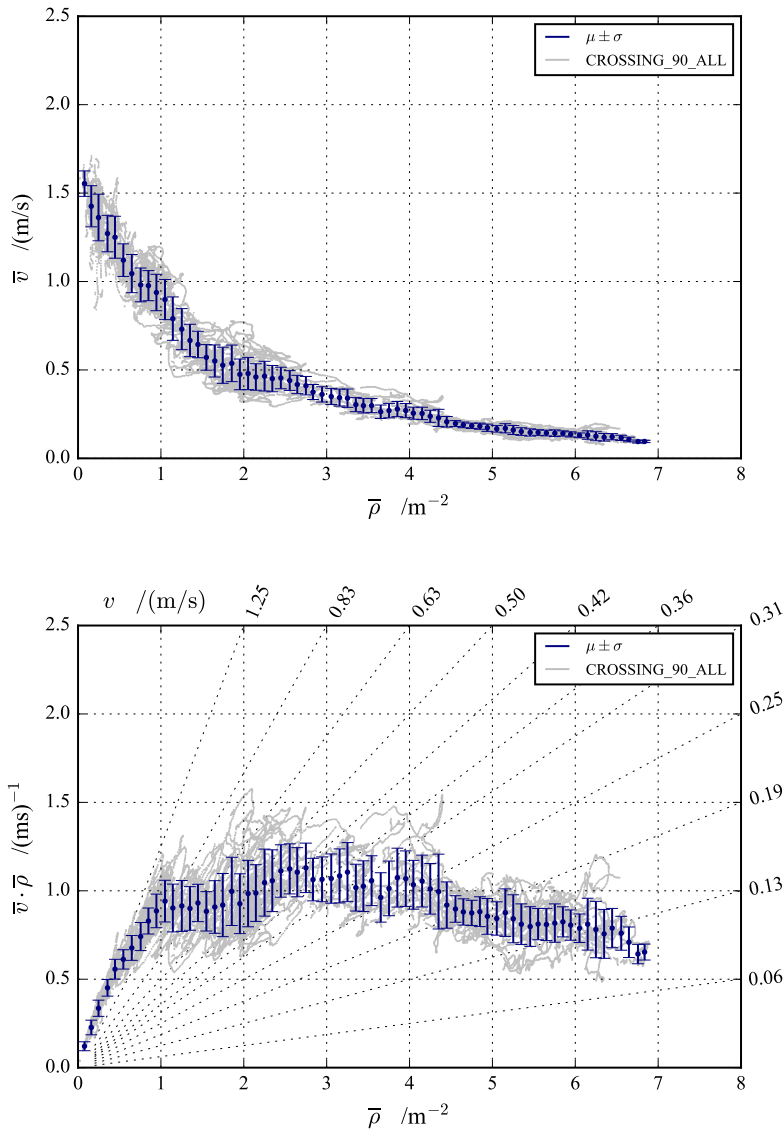 2.5
μ ± σ
CROSSING_90_ALL
2.0
1.5
v̅ /(m/s)
1.0
0.5
0.0
0 1 2 3 4 5 6 7 8
ρ̅ /m⁻²
v /(m/s) 1.25 0.83 0.63 0.50 0.42 0.36 0.31
2.5
μ ± σ
CROSSING_90_ALL
2.0 0.25
1.5 0.19
v̅ · ρ̅ /(ms)⁻¹
1.0 0.13
0.5 0.06
0.0
0 1 2 3 4 5 6 7 8
ρ̅ /m⁻²